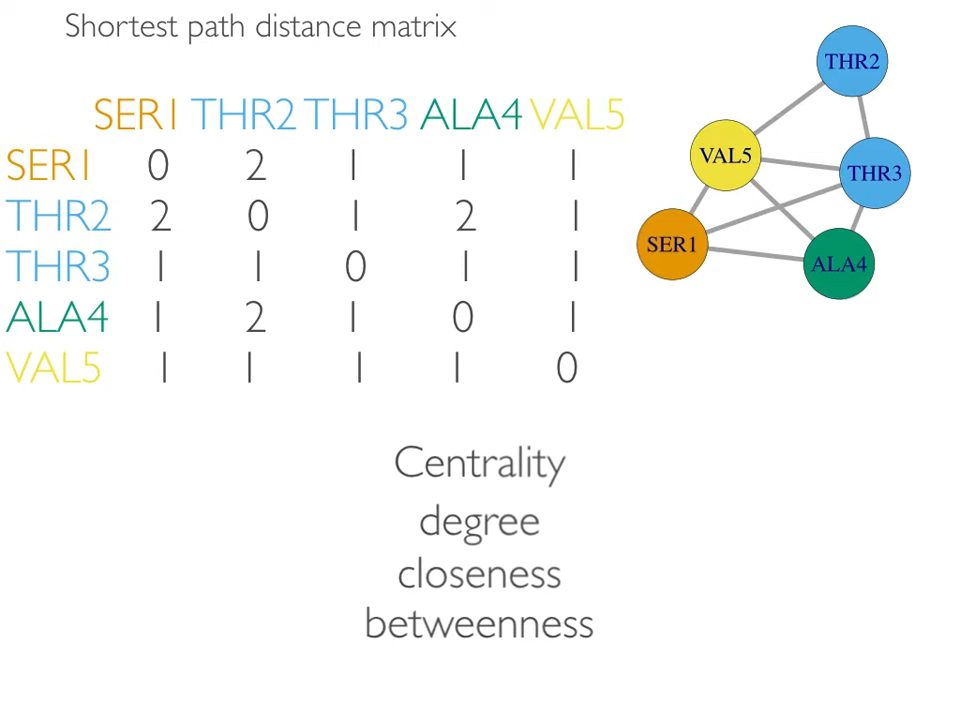 Shortest path distance matrix
SER1 THR2 THR3 ALA4 VAL5
SER1 0 2 1 1 1
THR2 2 0 1 2 1
THR3 1 1 0 1 1
ALA4 1 2 1 0 1
VAL5 1 1 1 1 0
THR2
VAL5
THR3
SER1
ALA4
Centrality
degree
closeness
betweenness